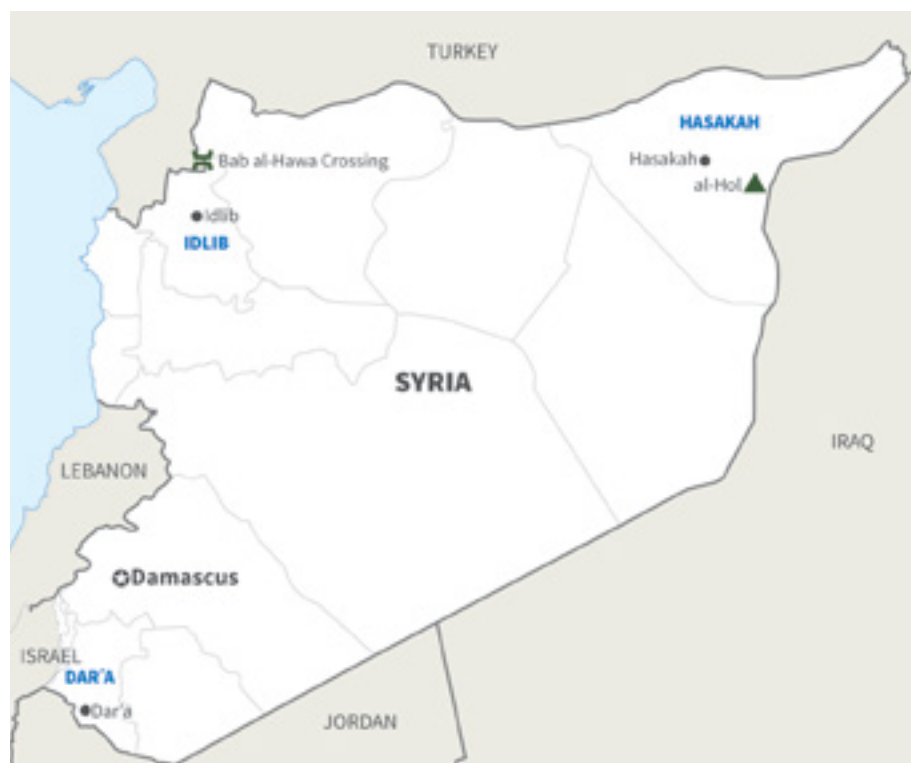 TURKEY
HASAKAH
Bab al-Hawa Crossing
Hasakah
al-Hol
Idlib
IDLIB
SYRIA
IRAQ
LEBANON
Damascus
ISRAEL
DAR'A
Dar'a
JORDAN